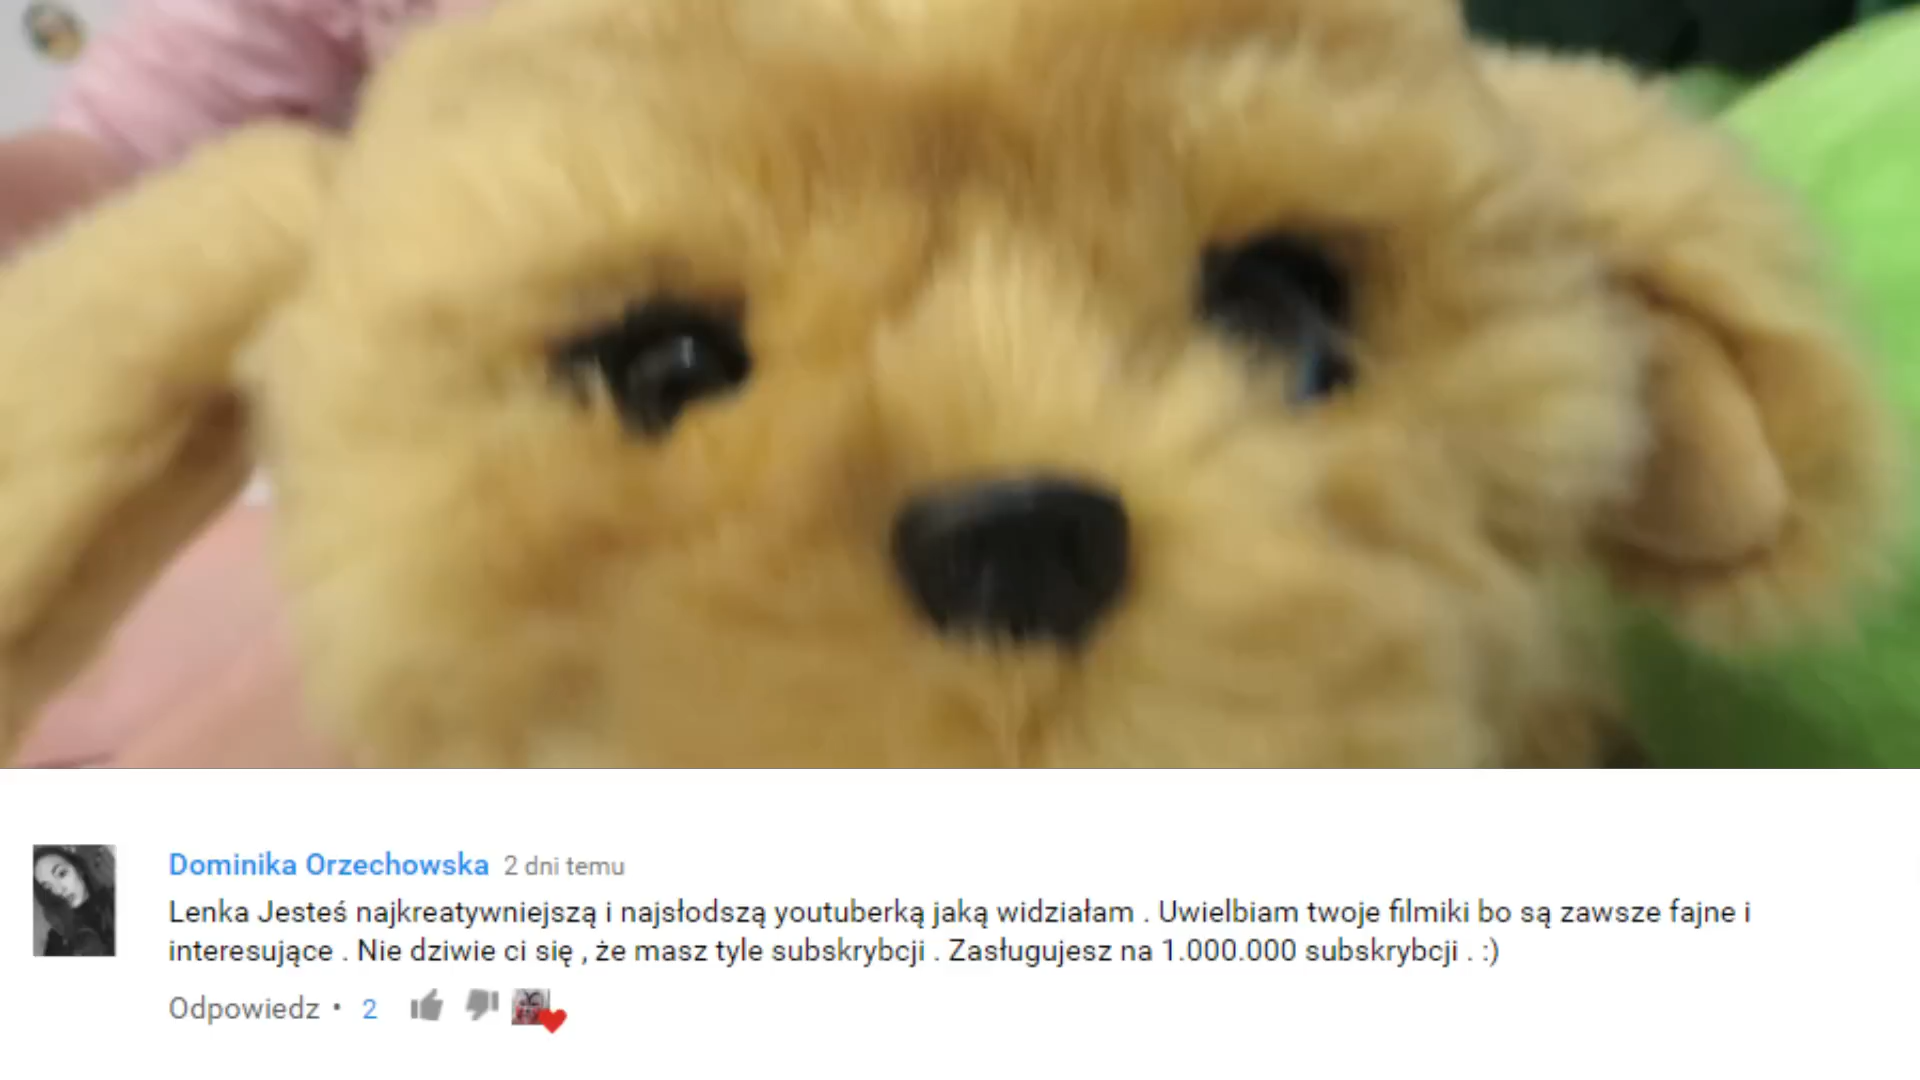 Dominika Orzechowska 2 dni temu
Lenka Jesteś najkreatywniejszą i najsłodszą youtuberką jaką widziałam . Uwielbiam twoje filmiki bo są zawsze fajne i
interesujące . Nie dziwie ci się , że masz tyle subskrybcji . Zasługujesz na 1.000.000 subskrybcji . :)
Odpowiedz • 2